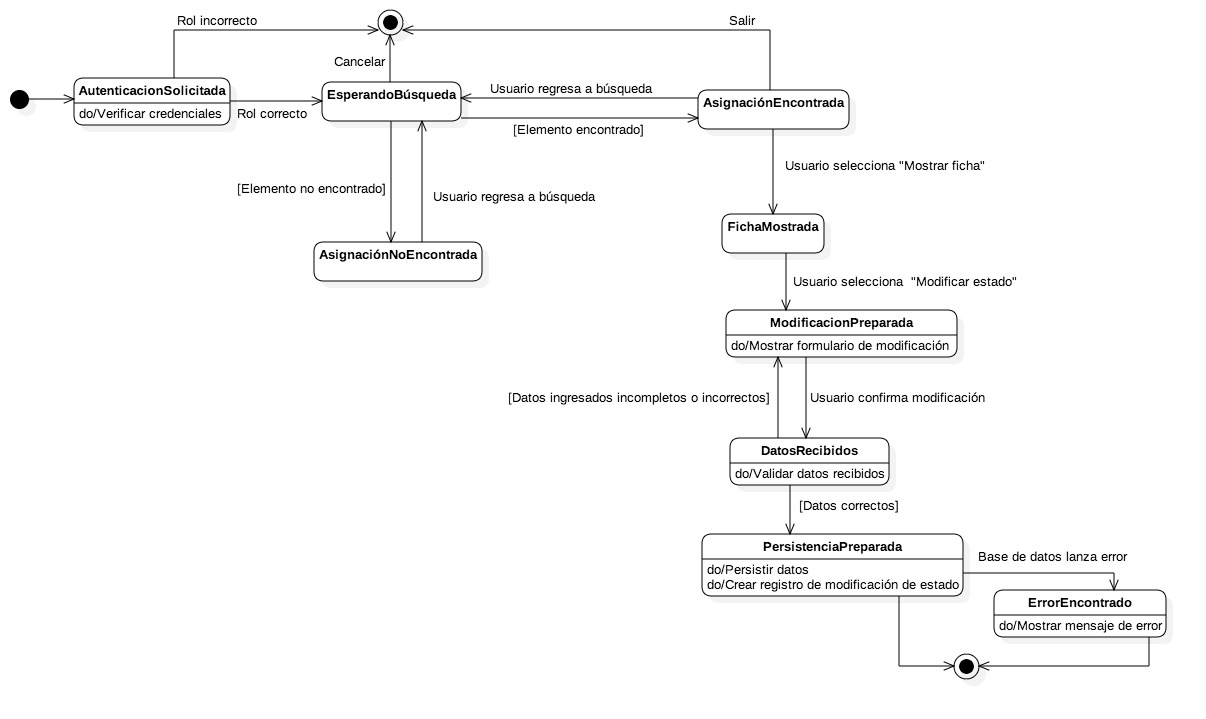 Rol incorrecto
Salir
Cancelar
AutenticacionSolicitada
do/Verificar credenciales
Rol correcto
EsperandoBúsqueda
Usuario regresa a búsqueda
[Elemento encontrado]
AsignaciónEncontrada
Usuario selecciona "Mostrar ficha"
[Elemento no encontrado]
Usuario regresa a búsqueda
AsignaciónNoEncontrada
FichaMostrada
Usuario selecciona  "Modificar estado"
ModificacionPreparada
do/Mostrar formulario de modificación
[Datos ingresados incompletos o incorrectos]
Usuario confirma modificación
DatosRecibidos
do/Validar datos recibidos
[Datos correctos]
PersistenciaPreparada
do/Persistir datos
do/Crear registro de modificación de estado
Base de datos lanza error
ErrorEncontrado
do/Mostrar mensaje de error